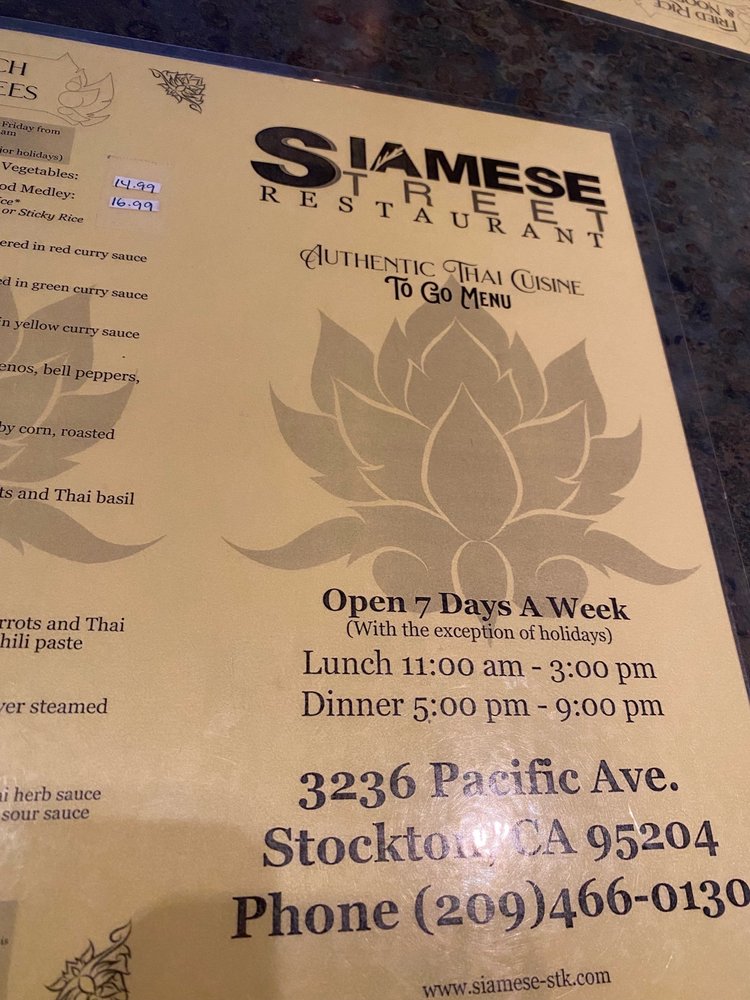 FRIED RICE
CH
EES
Friday from
am
jor holidays)
Vegetables:
14.99
od Medley:
16.99
ice*
or Sticky Rice
ered in red curry sauce
ed in green curry sauce
in yellow curry sauce
enos, bell peppers,
by corn, roasted
ts and Thai basil
rrots and Thai
hili paste
ver steamed
ai herb sauce
sour sauce
SIAMESE
STREET
RESTAURANT
AUTHENTIC THAI CUISINE
TO GO MENU
Open 7 Days A Week
(With the exception of holidays)
Lunch 11:00 am - 3:00 pm
Dinner 5:00 pm - 9:00 pm
3236 Pacific Ave.
Stockton, CA 95204
Phone (209)466-0130
www.siamese-stk.com